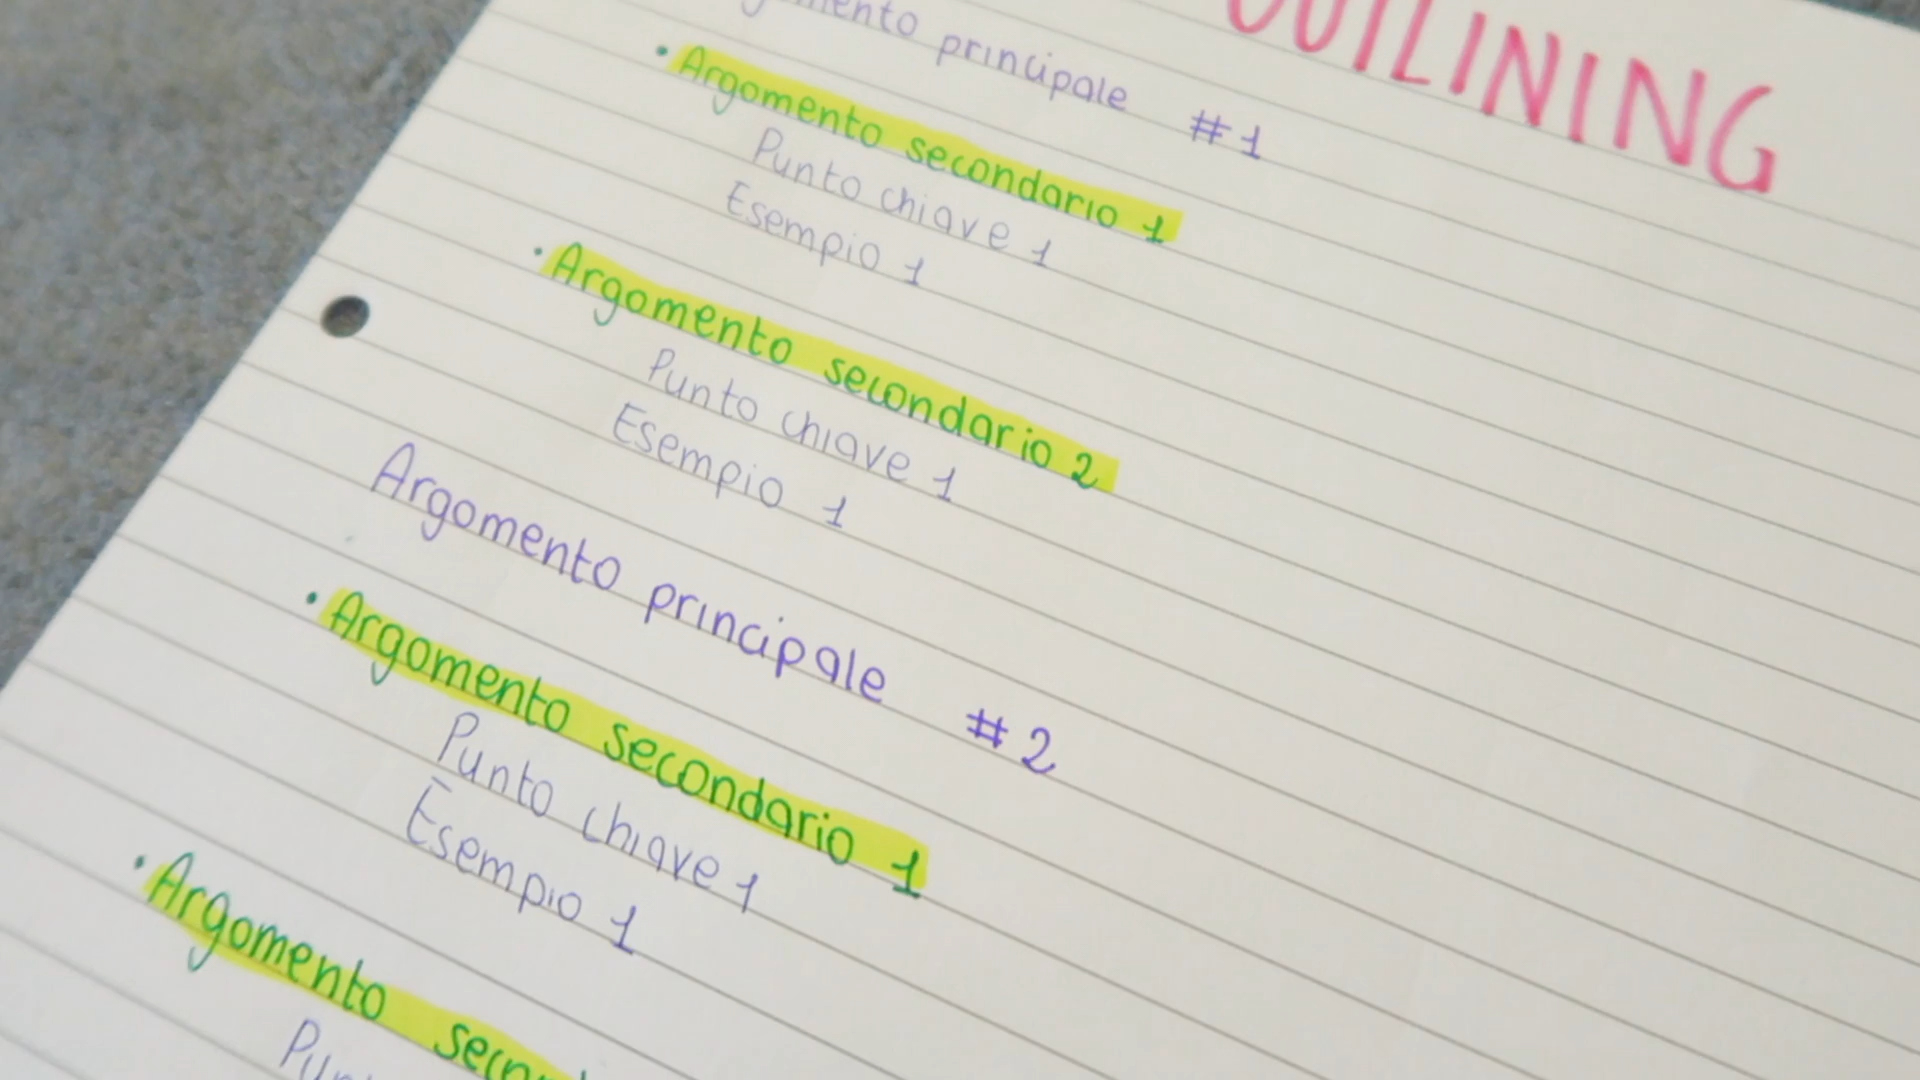 OUTLINING
principale #1
• Argomento secondario 1
Punto chiave 1
Esempio 1
• Argomento secondario 2
Punto chiave 1
Esempio 1
Argomento principale #2
• Argomento secondario 1
Punto chiave 1
Esempio 1
• Argomento